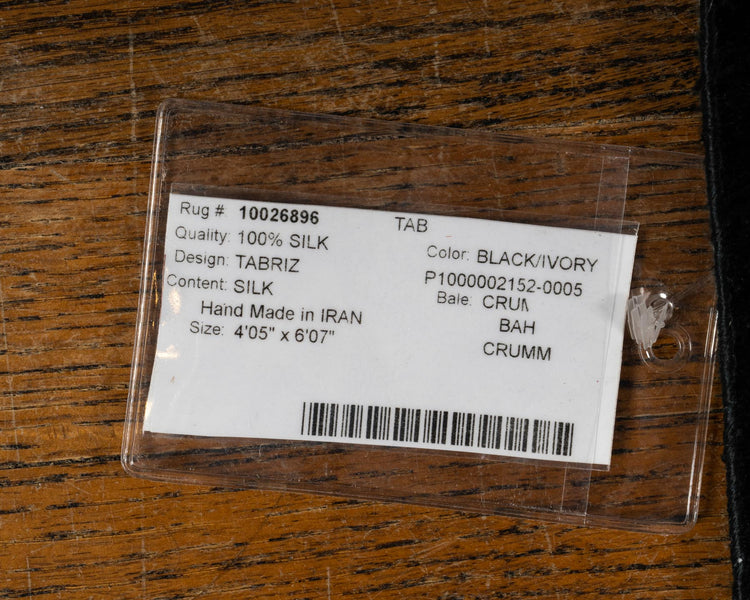 Rug # 10026896 TAB
Quality: 100% SILK
Color: BLACK/IVORY
Design: TABRIZ
P1000002152-0005
Content: SILK
Bale: CRUM
Hand Made in IRAN
BAH
Size: 4'05" x 6'07"
CRUMM